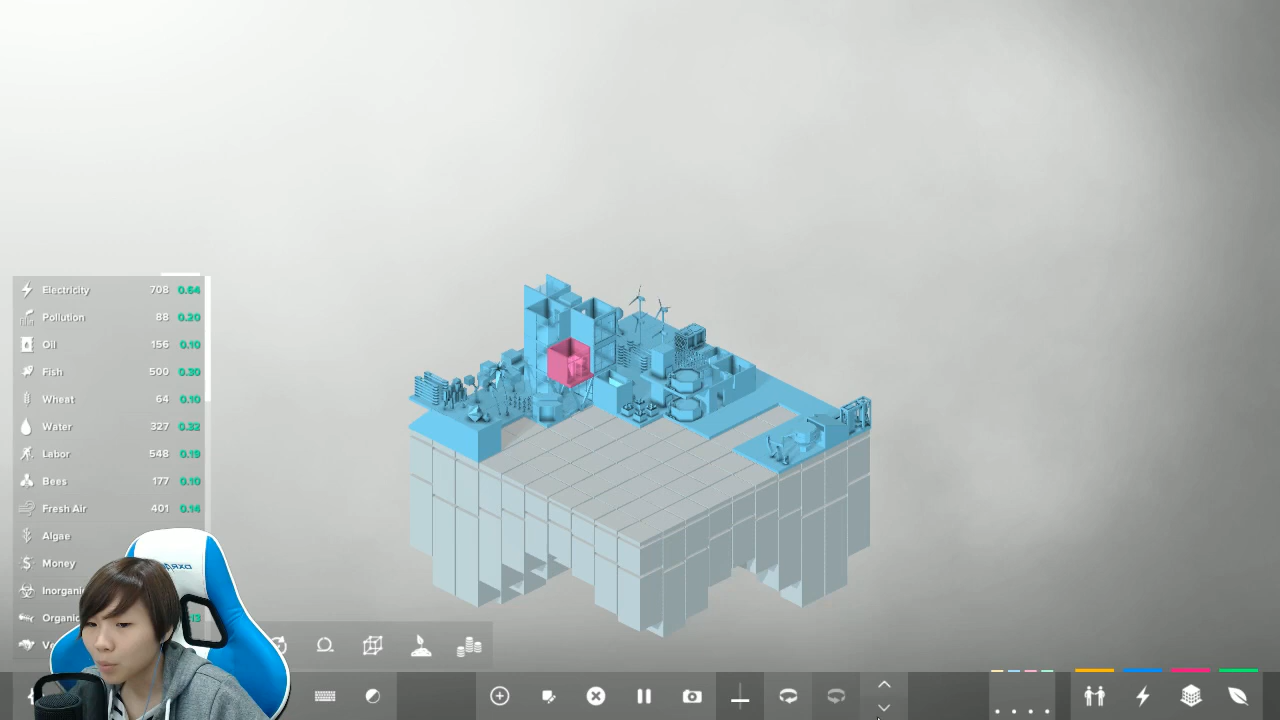 Electricity 708 0.64
Pollution 88 0.20
Oil 156 0.10
Fish 500 0.30
Wheat 64 0.10
Water 327 0.32
Labor 548 0.19
Bees 177 0.10
Fresh Air 401 0.14
Algae
Money